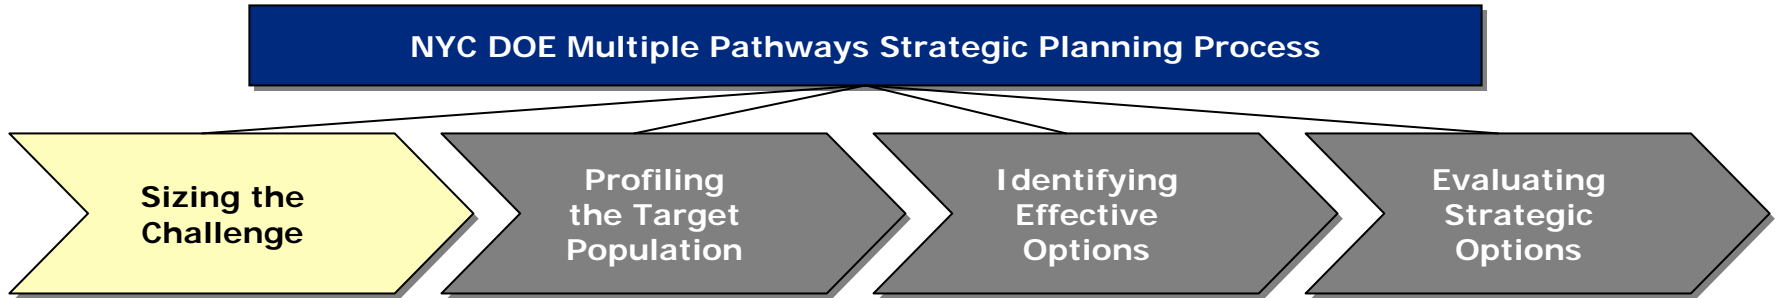 NYC DOE Multiple Pathways Strategic Planning Process
Sizing the
Challenge
Profiling
the Target
Population
Identifying
Effective
Options
Evaluating
Strategic
Options